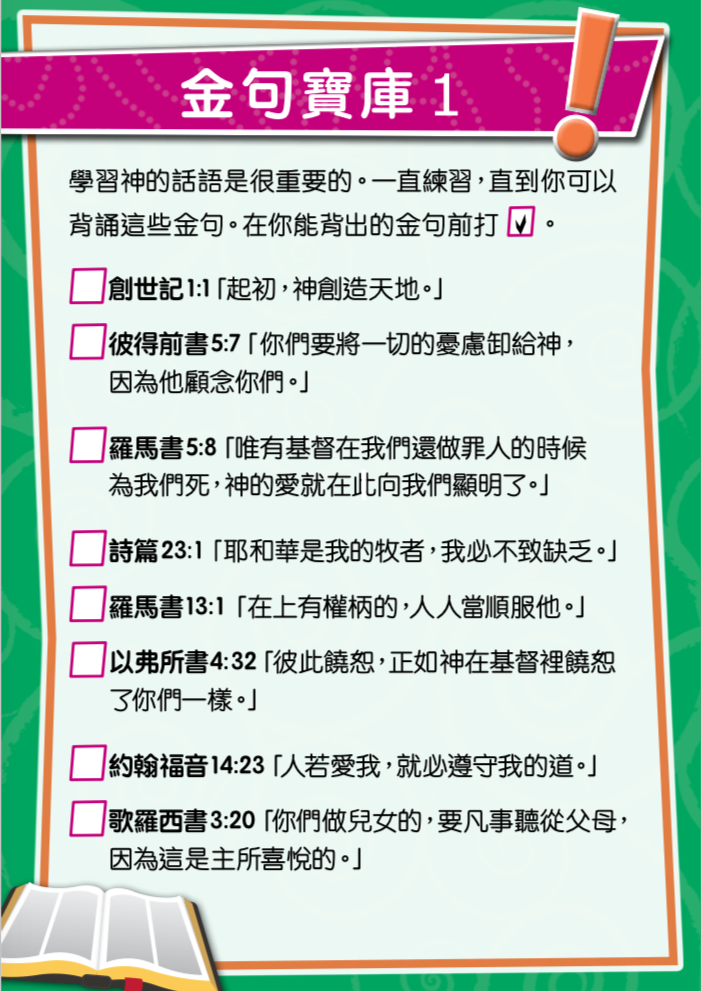 金句寶庫 1
學習神的話語是很重要的。一直練習,直到你可以
背誦這些金句。在你能背出的金句前打 ✓ 。
創世記1:1「起初,神創造天地。」
彼得前書5:7「你們要將一切的憂慮卸給神,
因為他顧念你們。」
羅馬書5:8「唯有基督在我們還做罪人的時候
為我們死,神的愛就在此向我們顯明了。」
詩篇23:1「耶和華是我的牧者,我必不致缺乏。」
羅馬書13:1「在上有權柄的,人人當順服他。」
以弗所書4:32「彼此饒恕,正如神在基督裡饒恕
了你們一樣。」
約翰福音14:23「人若愛我,就必遵守我的道。」
歌羅西書3:20「你們做兒女的,要凡事聽從父母,
因為這是主所喜悅的。」